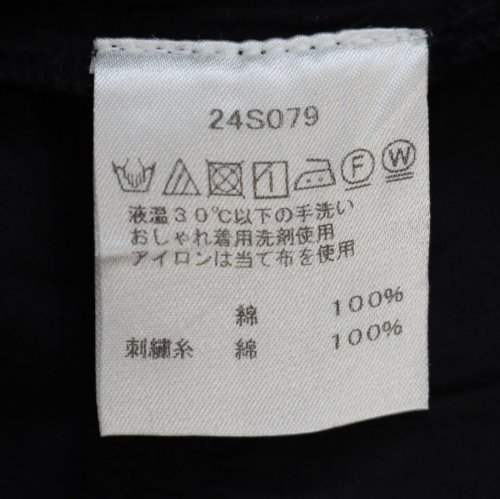 24S079
F W
液温30℃以下の手洗い
おしゃれ着用洗剤使用
アイロンは当て布を使用
綿 100%
刺繍糸 綿 100%